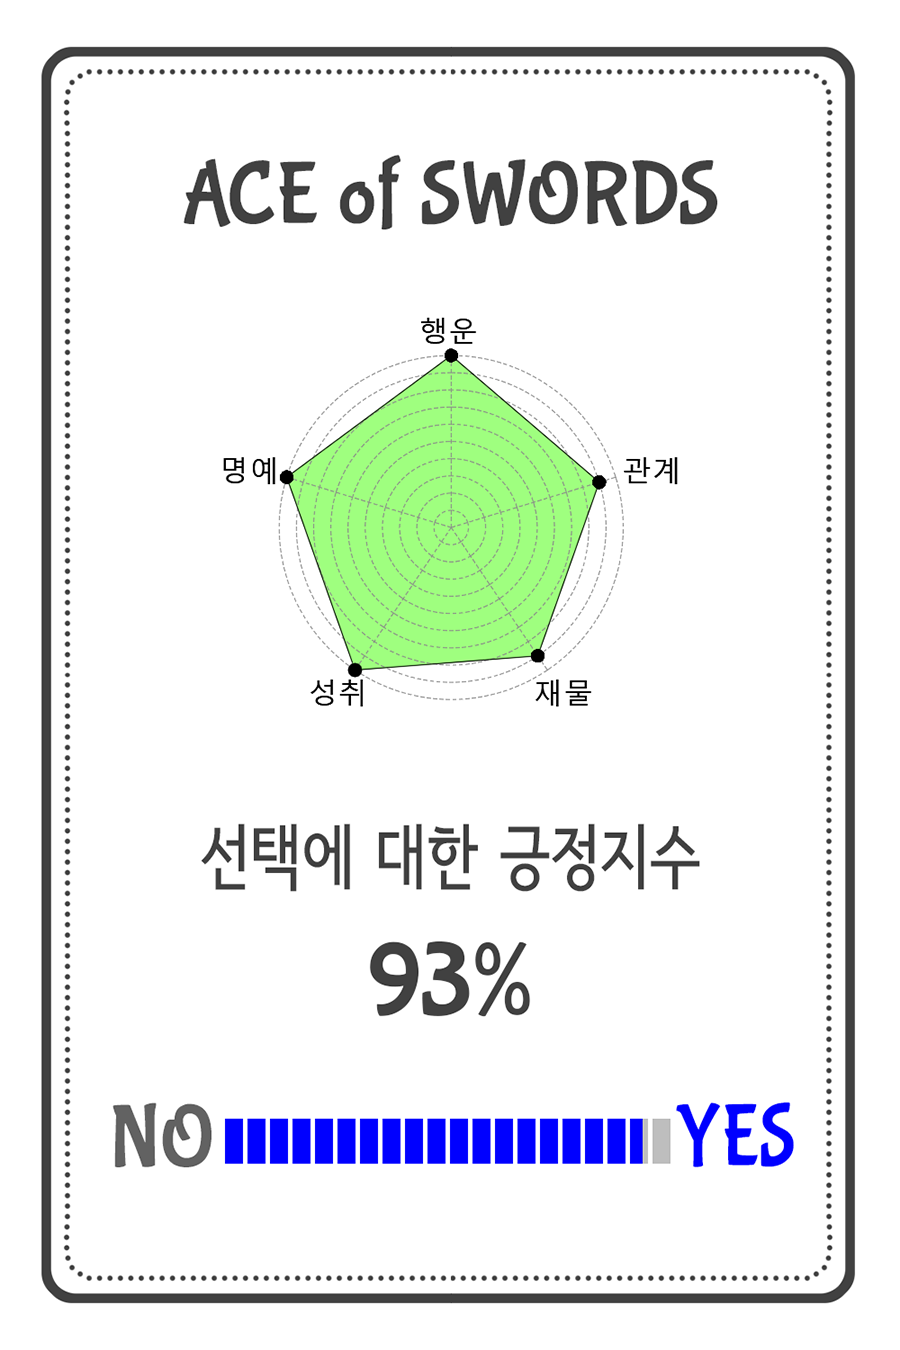 ACE of SWORDS
행운
명예 관계
성취 재물
선택에 대한 긍정지수
93%
NO YES